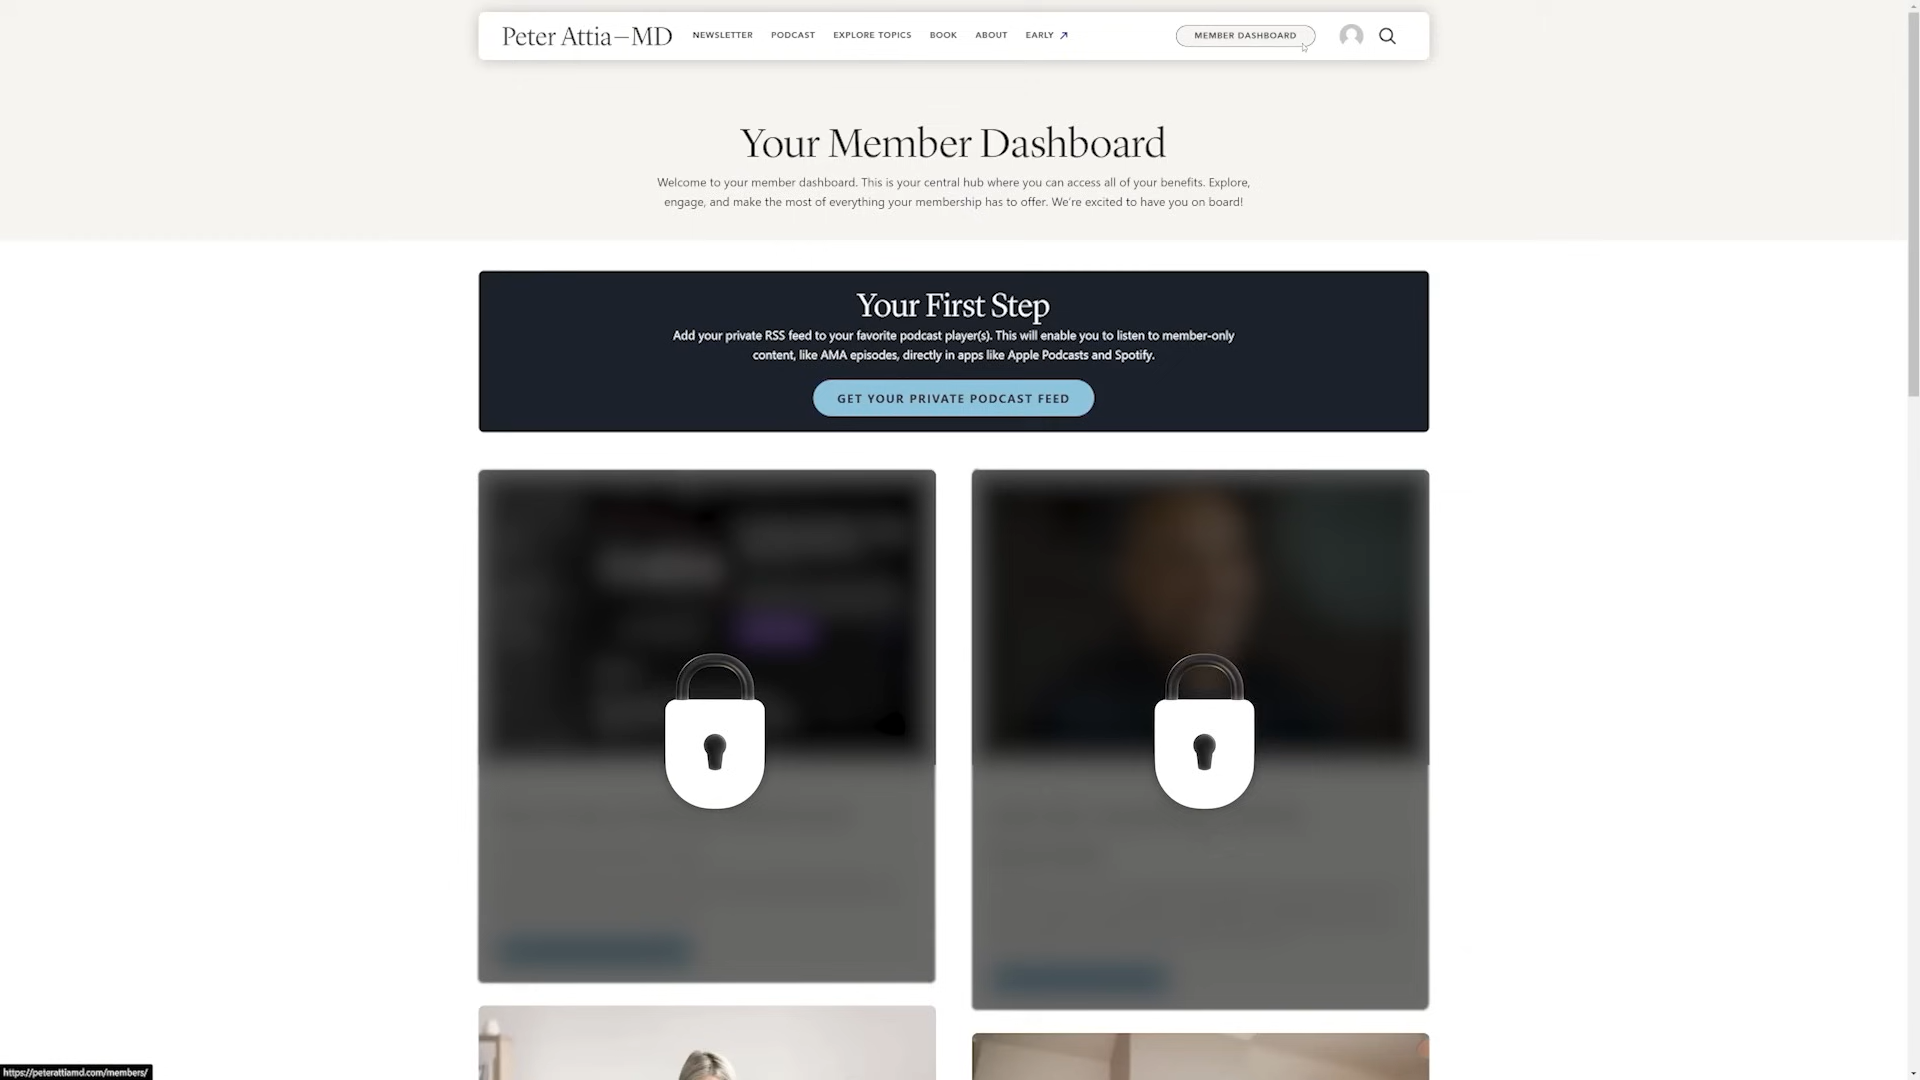 Peter Attia—MD
NEWSLETTER PODCAST EXPLORE TOPICS BOOK ABOUT EARLY
MEMBER DASHBOARD
Your Member Dashboard
Welcome to your member dashboard. This is your central hub where you can access all of your benefits. Explore,
engage, and make the most of everything your membership has to offer. We're excited to have you on board!
Your First Step
Add your private RSS feed to your favorite podcast player(s). This will enable you to listen to member-only
content, like AMA episodes, directly in apps like Apple Podcasts and Spotify.
GET YOUR PRIVATE PODCAST FEED
https://peterattiamd.com/members/